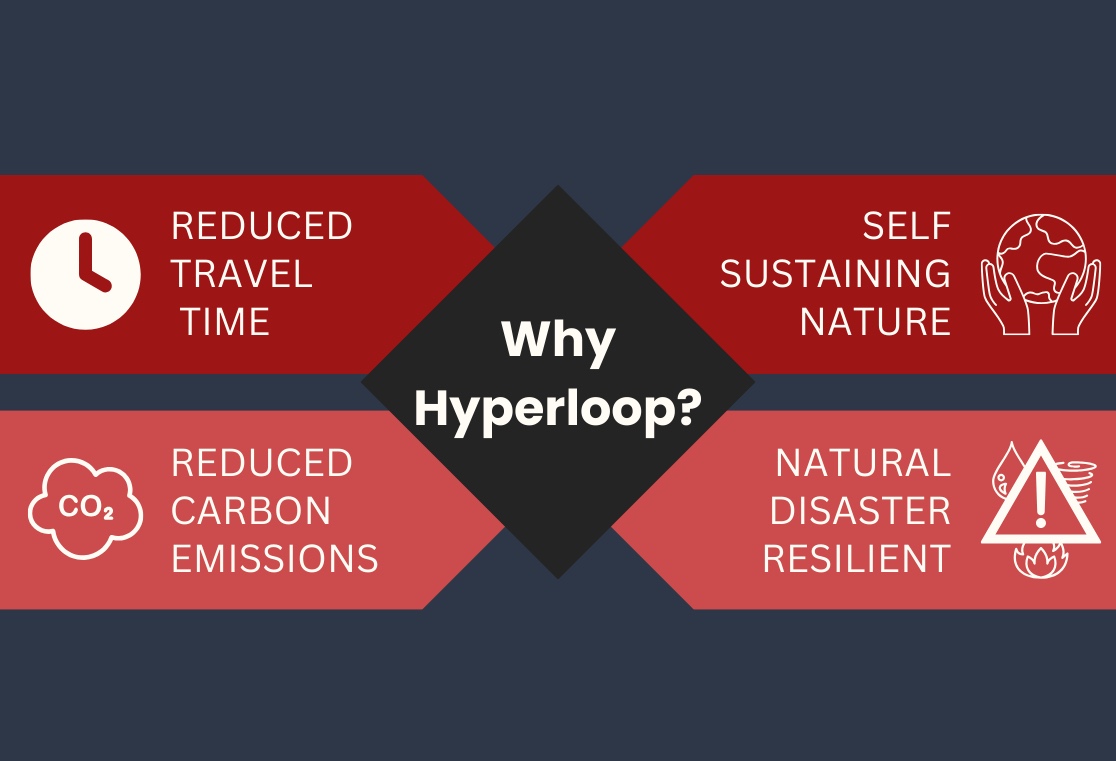 REDUCED
TRAVEL
TIME
SELF
SUSTAINING
NATURE
Why
Hyperloop?
REDUCED
CARBON
EMISSIONS
CO₂
NATURAL
DISASTER
RESILIENT